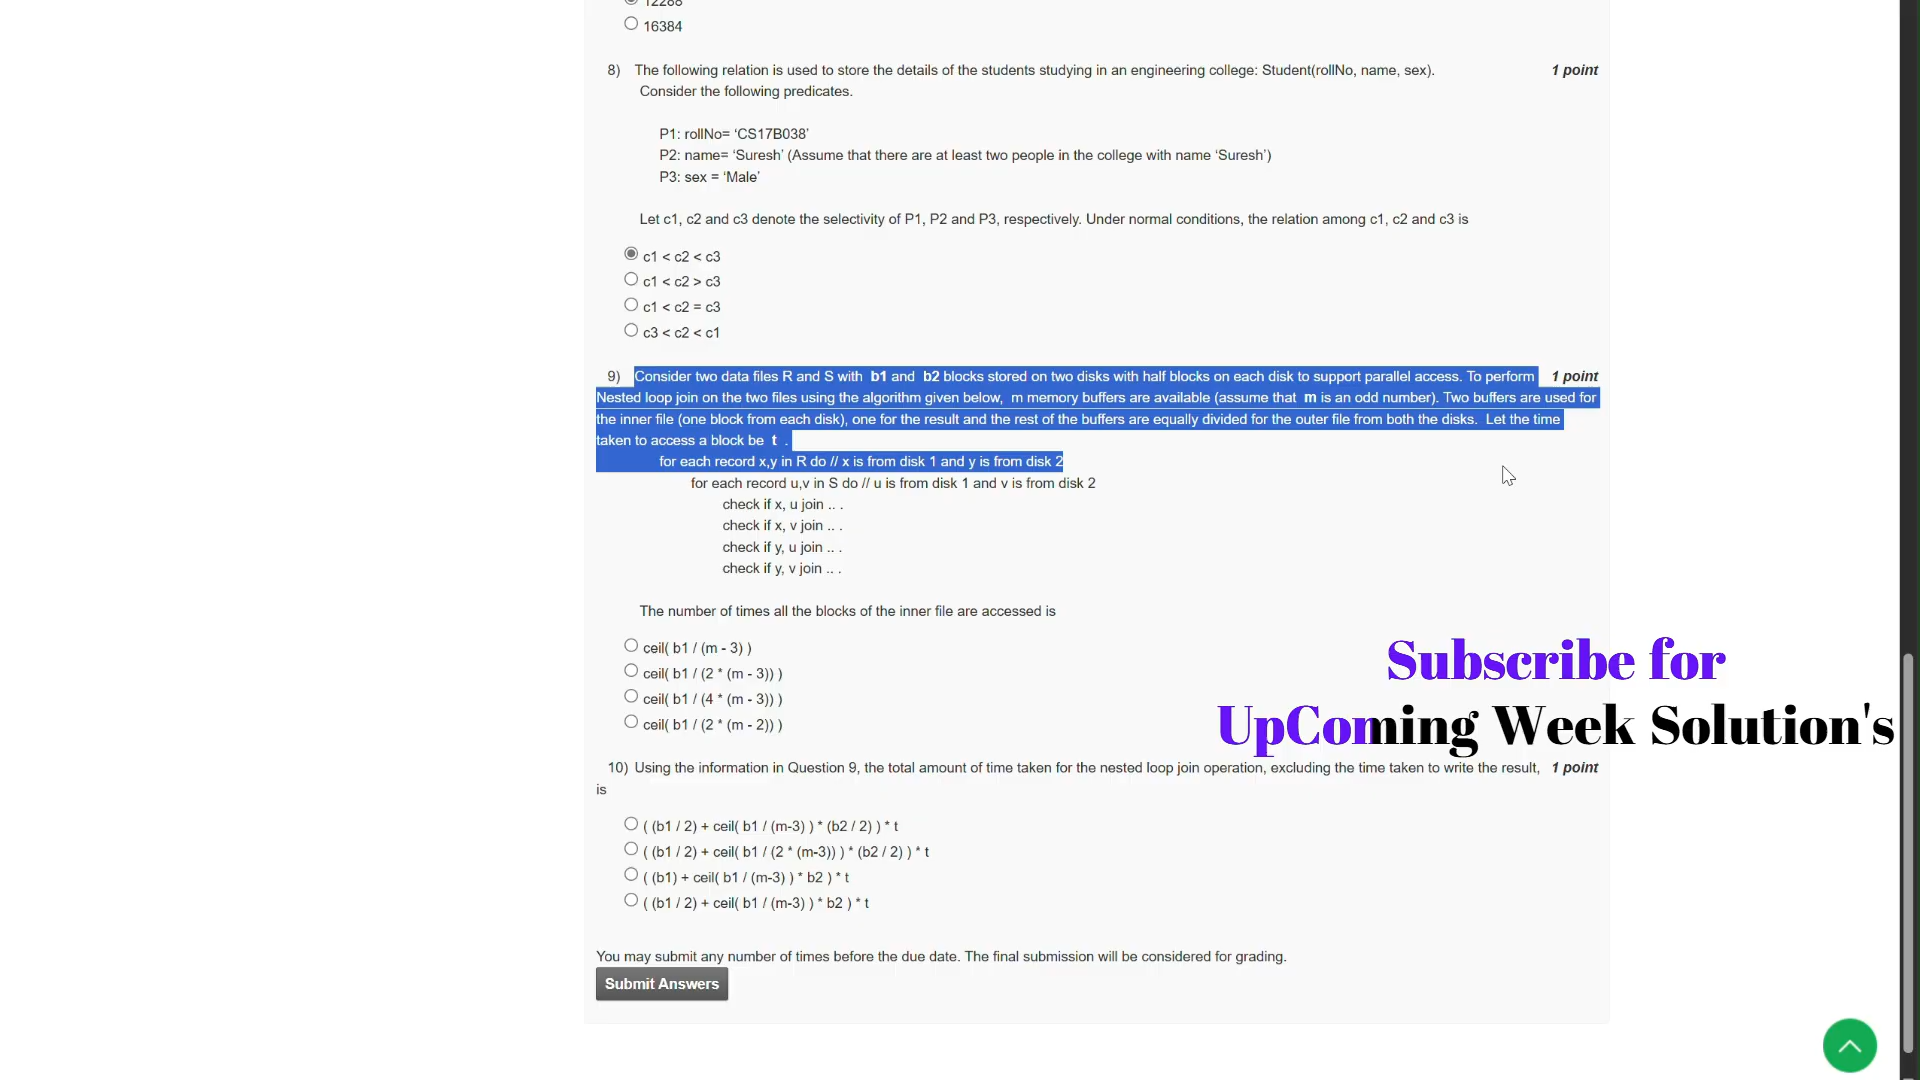 12288
16384
8) The following relation is used to store the details of the students studying in an engineering college: Student(rollNo, name, sex). 1 point
Consider the following predicates.
P1: rollNo= ‘CS17B038’
P2: name= ‘Suresh’ (Assume that there are at least two people in the college with name ‘Suresh’)
P3: sex = ‘Male’
Let c1, c2 and c3 denote the selectivity of P1, P2 and P3, respectively. Under normal conditions, the relation among c1, c2 and c3 is
c1 < c2 < c3
c1 < c2 > c3
c1 < c2 = c3
c3 < c2 < c1
9) Consider two data files R and S with b1 and b2 blocks stored on two disks with half blocks on each disk to support parallel access. To perform 1 point
Nested loop join on the two files using the algorithm given below, m memory buffers are available (assume that m is an odd number). Two buffers are used for
the inner file (one block from each disk), one for the result and the rest of the buffers are equally divided for the outer file from both the disks. Let the time
taken to access a block be t .
for each record x,y in R do // x is from disk 1 and y is from disk 2
for each record u,v in S do // u is from disk 1 and v is from disk 2
check if x, u join .. .
check if x, v join .. .
check if y, u join .. .
check if y, v join .. .
The number of times all the blocks of the inner file are accessed is
ceil( b1 / (m - 3) )
ceil( b1 / (2 * (m - 3)) )
ceil( b1 / (4 * (m - 3)) )
ceil( b1 / (2 * (m - 2)) )
Subscribe for
UpComing Week Solution's
10) Using the information in Question 9, the total amount of time taken for the nested loop join operation, excluding the time taken to write the result, 1 point
is
( (b1 / 2) + ceil( b1 / (m-3) ) * (b2 / 2) ) * t
( (b1 / 2) + ceil( b1 / (2 * (m-3)) ) * (b2 / 2) ) * t
( (b1) + ceil( b1 / (m-3) ) * b2 ) * t
( (b1 / 2) + ceil( b1 / (m-3) ) * b2 ) * t
You may submit any number of times before the due date. The final submission will be considered for grading.
Submit Answers